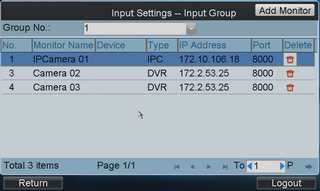 Input Settings -- Input Group
Add Monitor
Group No.: 1
No. Monitor Name Device Type IP Address Port Delete
1 IPCamera 01 IPC 172.10.106.18 8000
3 Camera 02 DVR 172.2.53.25 8000
4 Camera 03 DVR 172.2.53.25 8000
Total 3 items Page 1/1 To 1 P
Return Logout